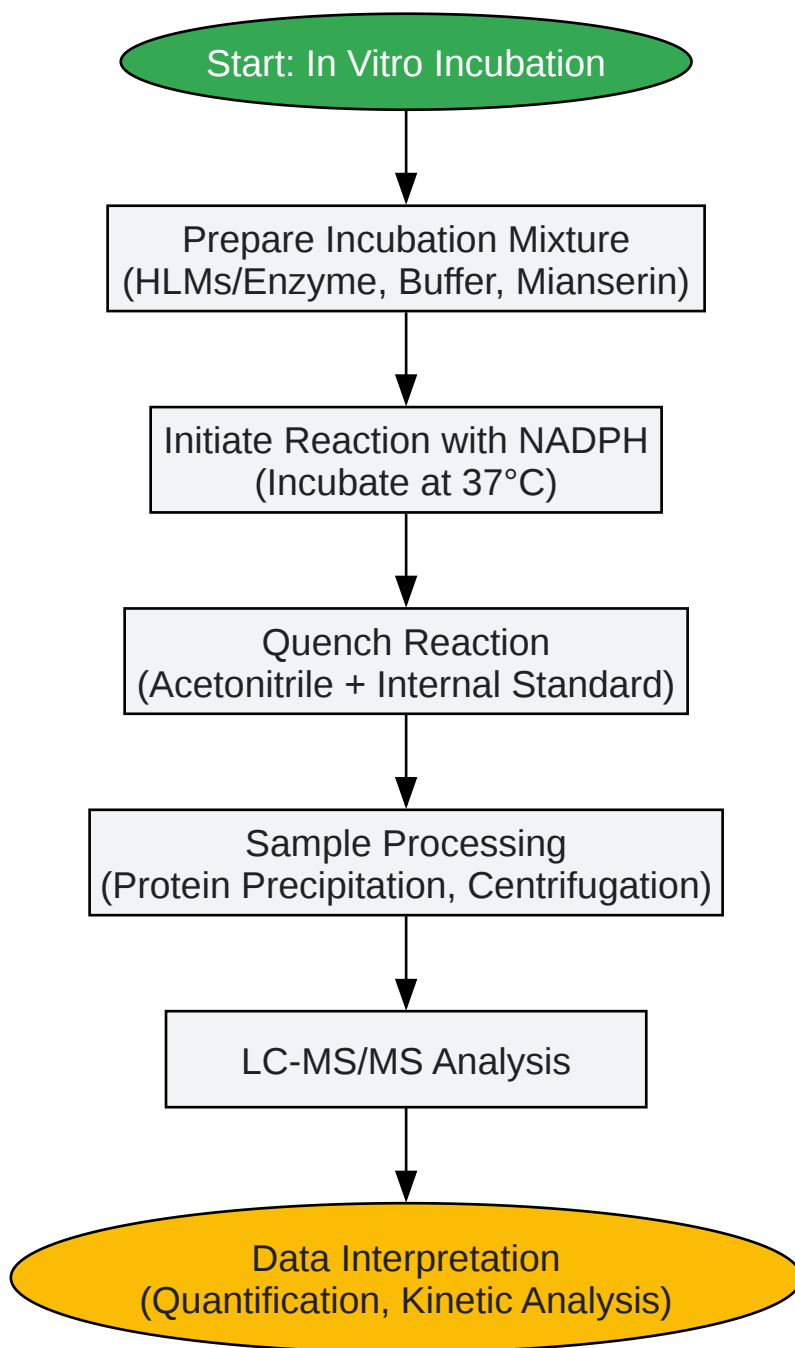 Start: In Vitro Incubation
Prepare Incubation Mixture
(HLMs/Enzyme, Buffer, Mianserin)
Initiate Reaction with NADPH
(Incubate at 37°C)
Quench Reaction
(Acetonitrile + Internal Standard)
Sample Processing
(Protein Precipitation, Centrifugation)
LC-MS/MS Analysis
Data Interpretation
(Quantification, Kinetic Analysis)